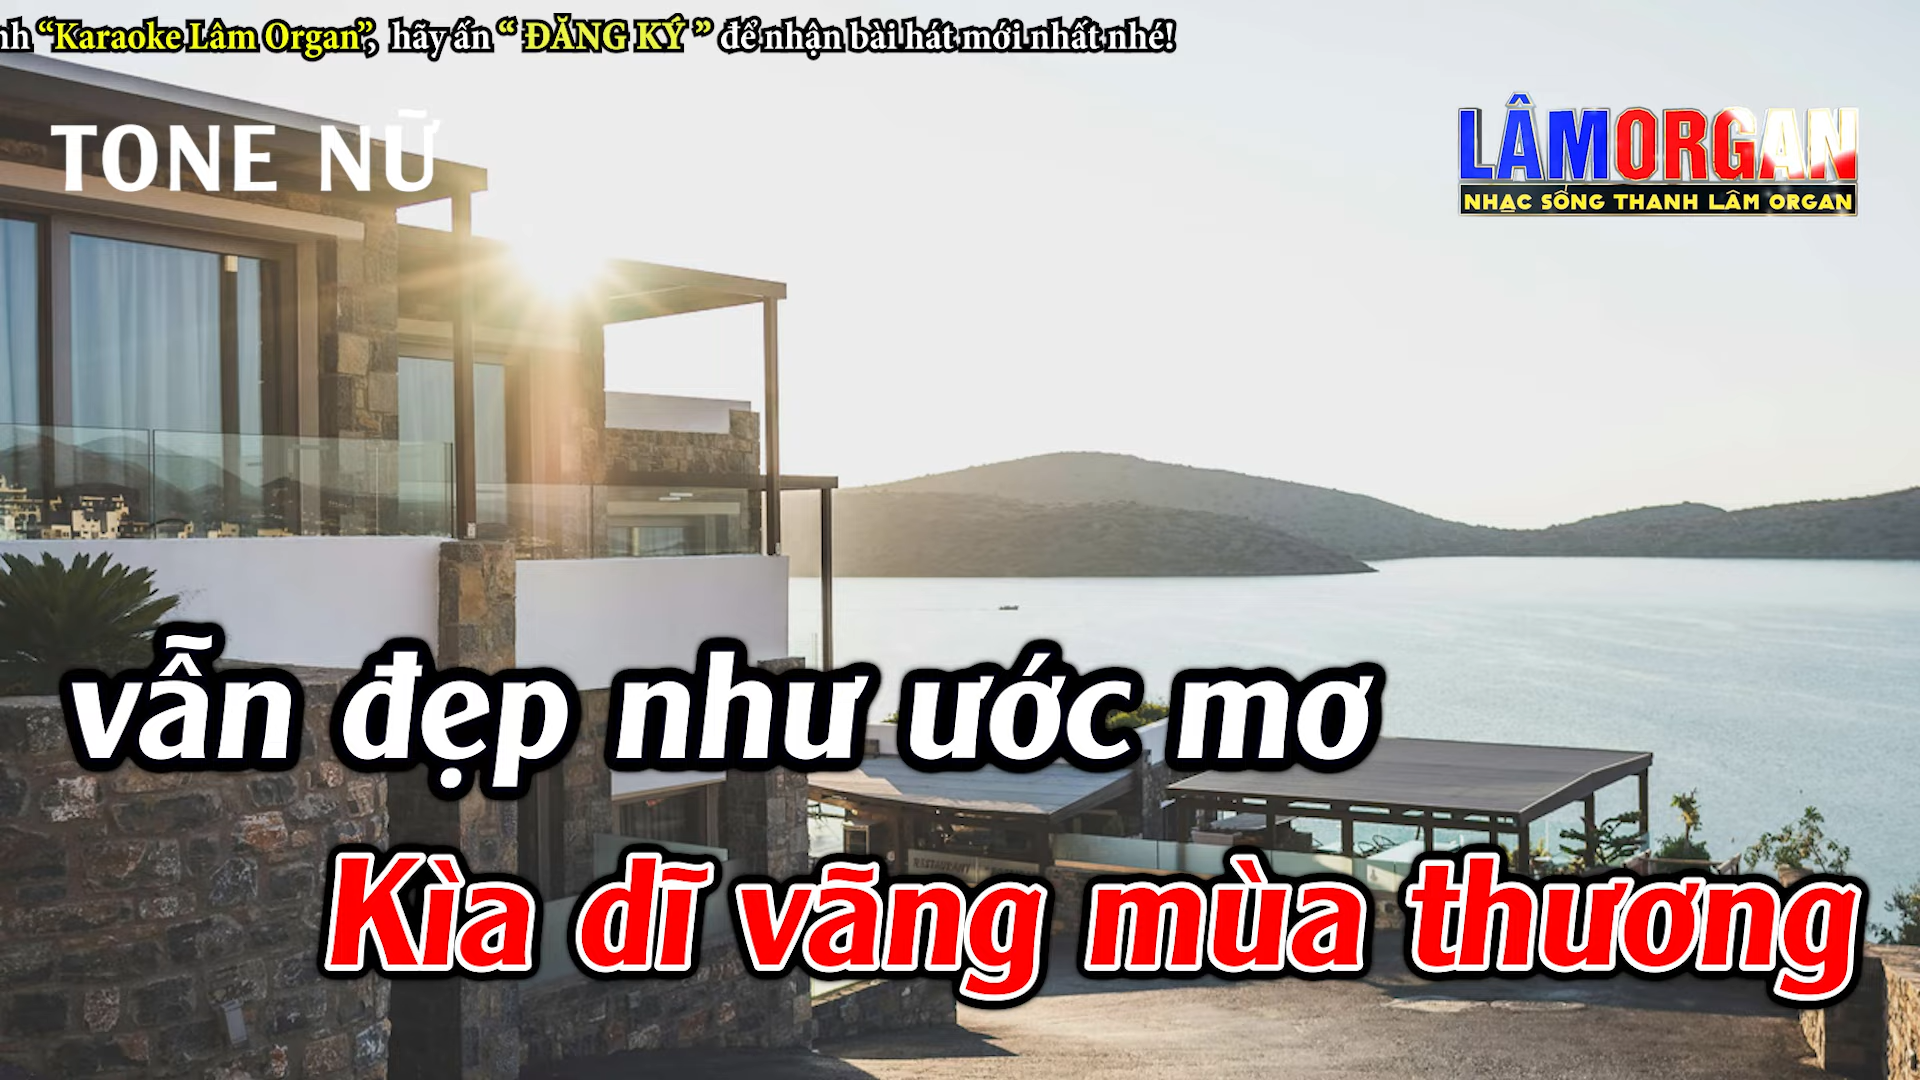 nh “Karaoke Lâm Organ”, hãy ấn “ ĐĂNG KÝ ” để nhận bài hát mới nhất nhé!
TONE NỮ
LÂMORGAN
NHẠC SỐNG THANH LÂM ORGAN
vẫn đẹp như ước mơ
RESTAURANT
Kìa dĩ vãng mùa thương